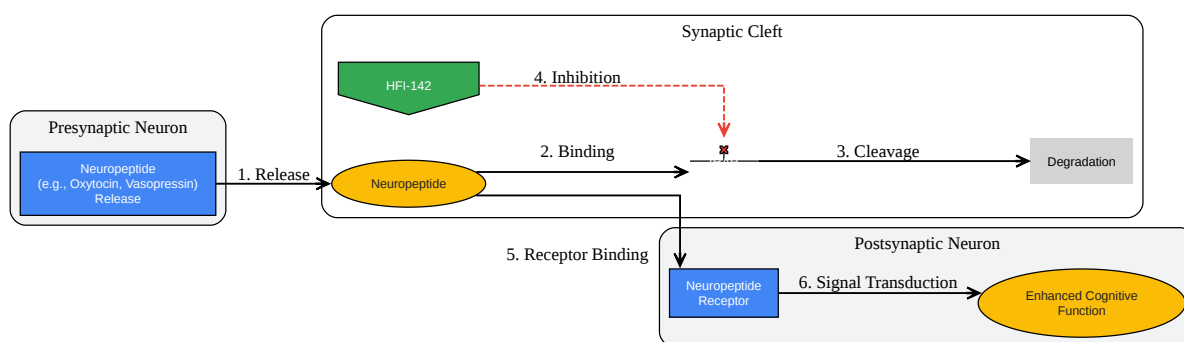 Synaptic Cleft
HFI-142
4. Inhibition
Presynaptic Neuron
Neuropeptide
(e.g., Oxytocin, Vasopressin)
Release
1. Release
Neuropeptide
2. Binding
3. Cleavage
Degradation
5. Receptor Binding
Postsynaptic Neuron
Neuropeptide
Receptor
6. Signal Transduction
Enhanced Cognitive
Function